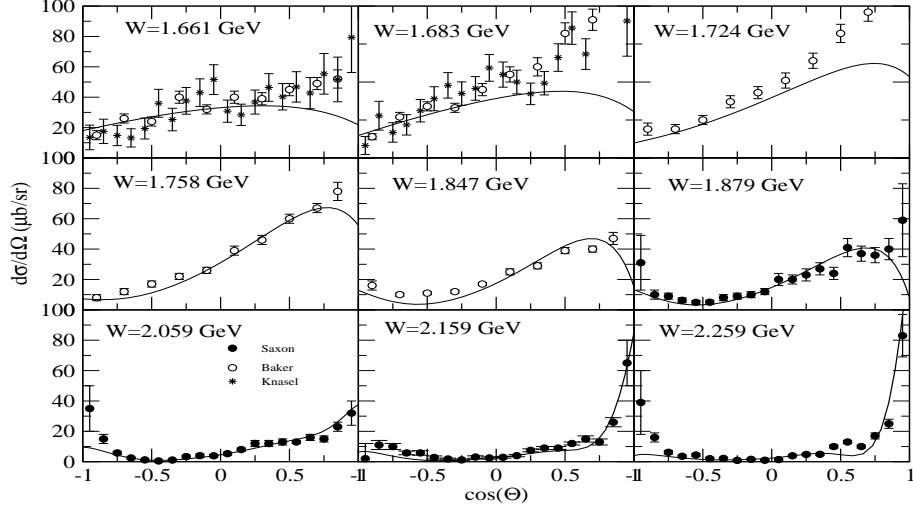 W=1.661 GeV
W=1.683 GeV
W=1.724 GeV
100
80
60
40
20
0
W=1.758 GeV
W=1.847 GeV
W=1.879 GeV
100
80
60
40
20
0
dσ/dΩ (μb/sr)
W=2.059 GeV
W=2.159 GeV
W=2.259 GeV
Saxon
Baker
Knasel
100
80
60
40
20
0
-1 -0.5 0 0.5 -1 -0.5 0 0.5 -1 -0.5 0 0.5 1
cos(Θ)